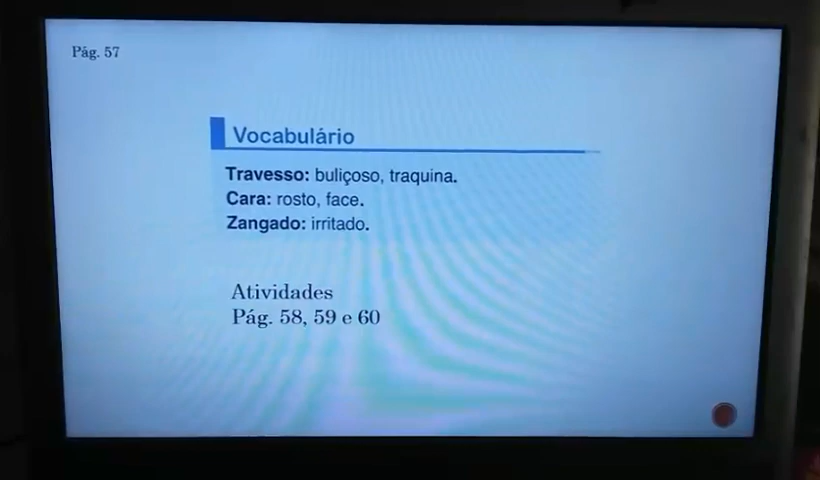 Pág. 57
Vocabulário
Travesso: buliçoso, traquina.
Cara: rosto, face.
Zangado: irritado.
Atividades
Pág. 58, 59 e 60